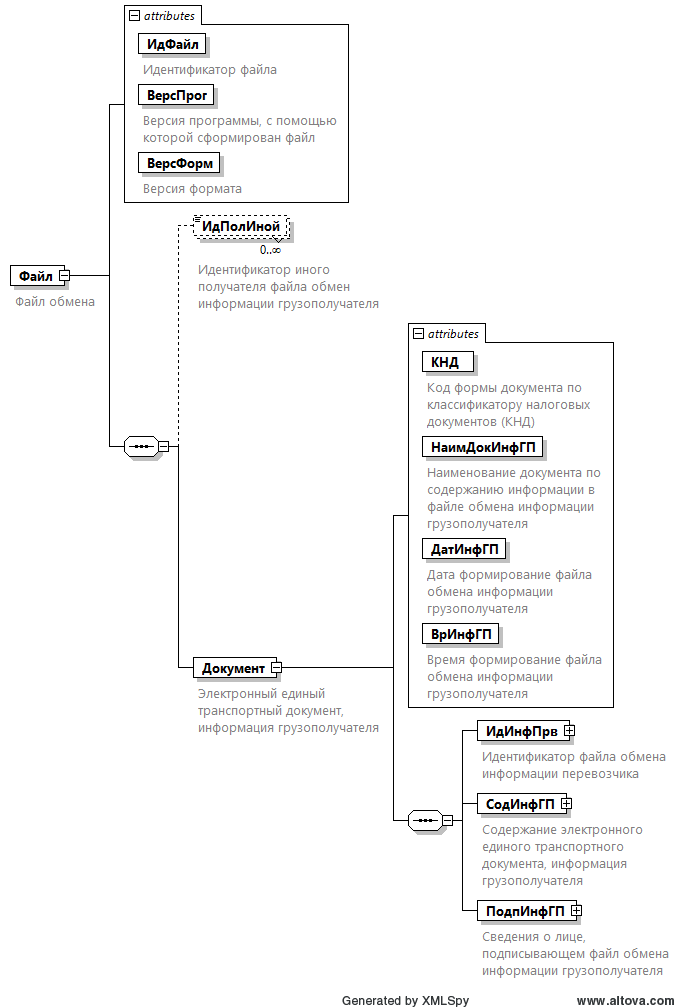 attributes
ИдФайл
Идентификатор файла
ВерсПрог
Версия программы, с помощью
которой сформирован файл
ВерсФорм
Версия формата
Файл
Файл обмена
ИдПолИной
0..∞
Идентификатор иного
получателя файла обмен
информации грузополучателя
Документ
Электронный единый
транспортный документ,
информация грузополучателя
attributes
КНД
Код формы документа по
классификатору налоговых
документов (КНД)
НаимДокИнфГП
Наименование документа по
содержанию информации в
файле обмена информации
грузополучателя
ДатИнфГП
Дата формирование файла
обмена информации
грузополучателя
ВрИнфГП
Время формирование файла
обмена информации
грузополучателя
ИдИнфПрв
Идентификатор файла обмена
информации перевозчика
СодИнфГП
Содержание электронного
единого транспортного
документа, информация
грузополучателя
ПодпИнфГП
Сведения о лице,
подписывающем файл обмена
информации грузополучателя
Generated by XMLSpy www.altova.com